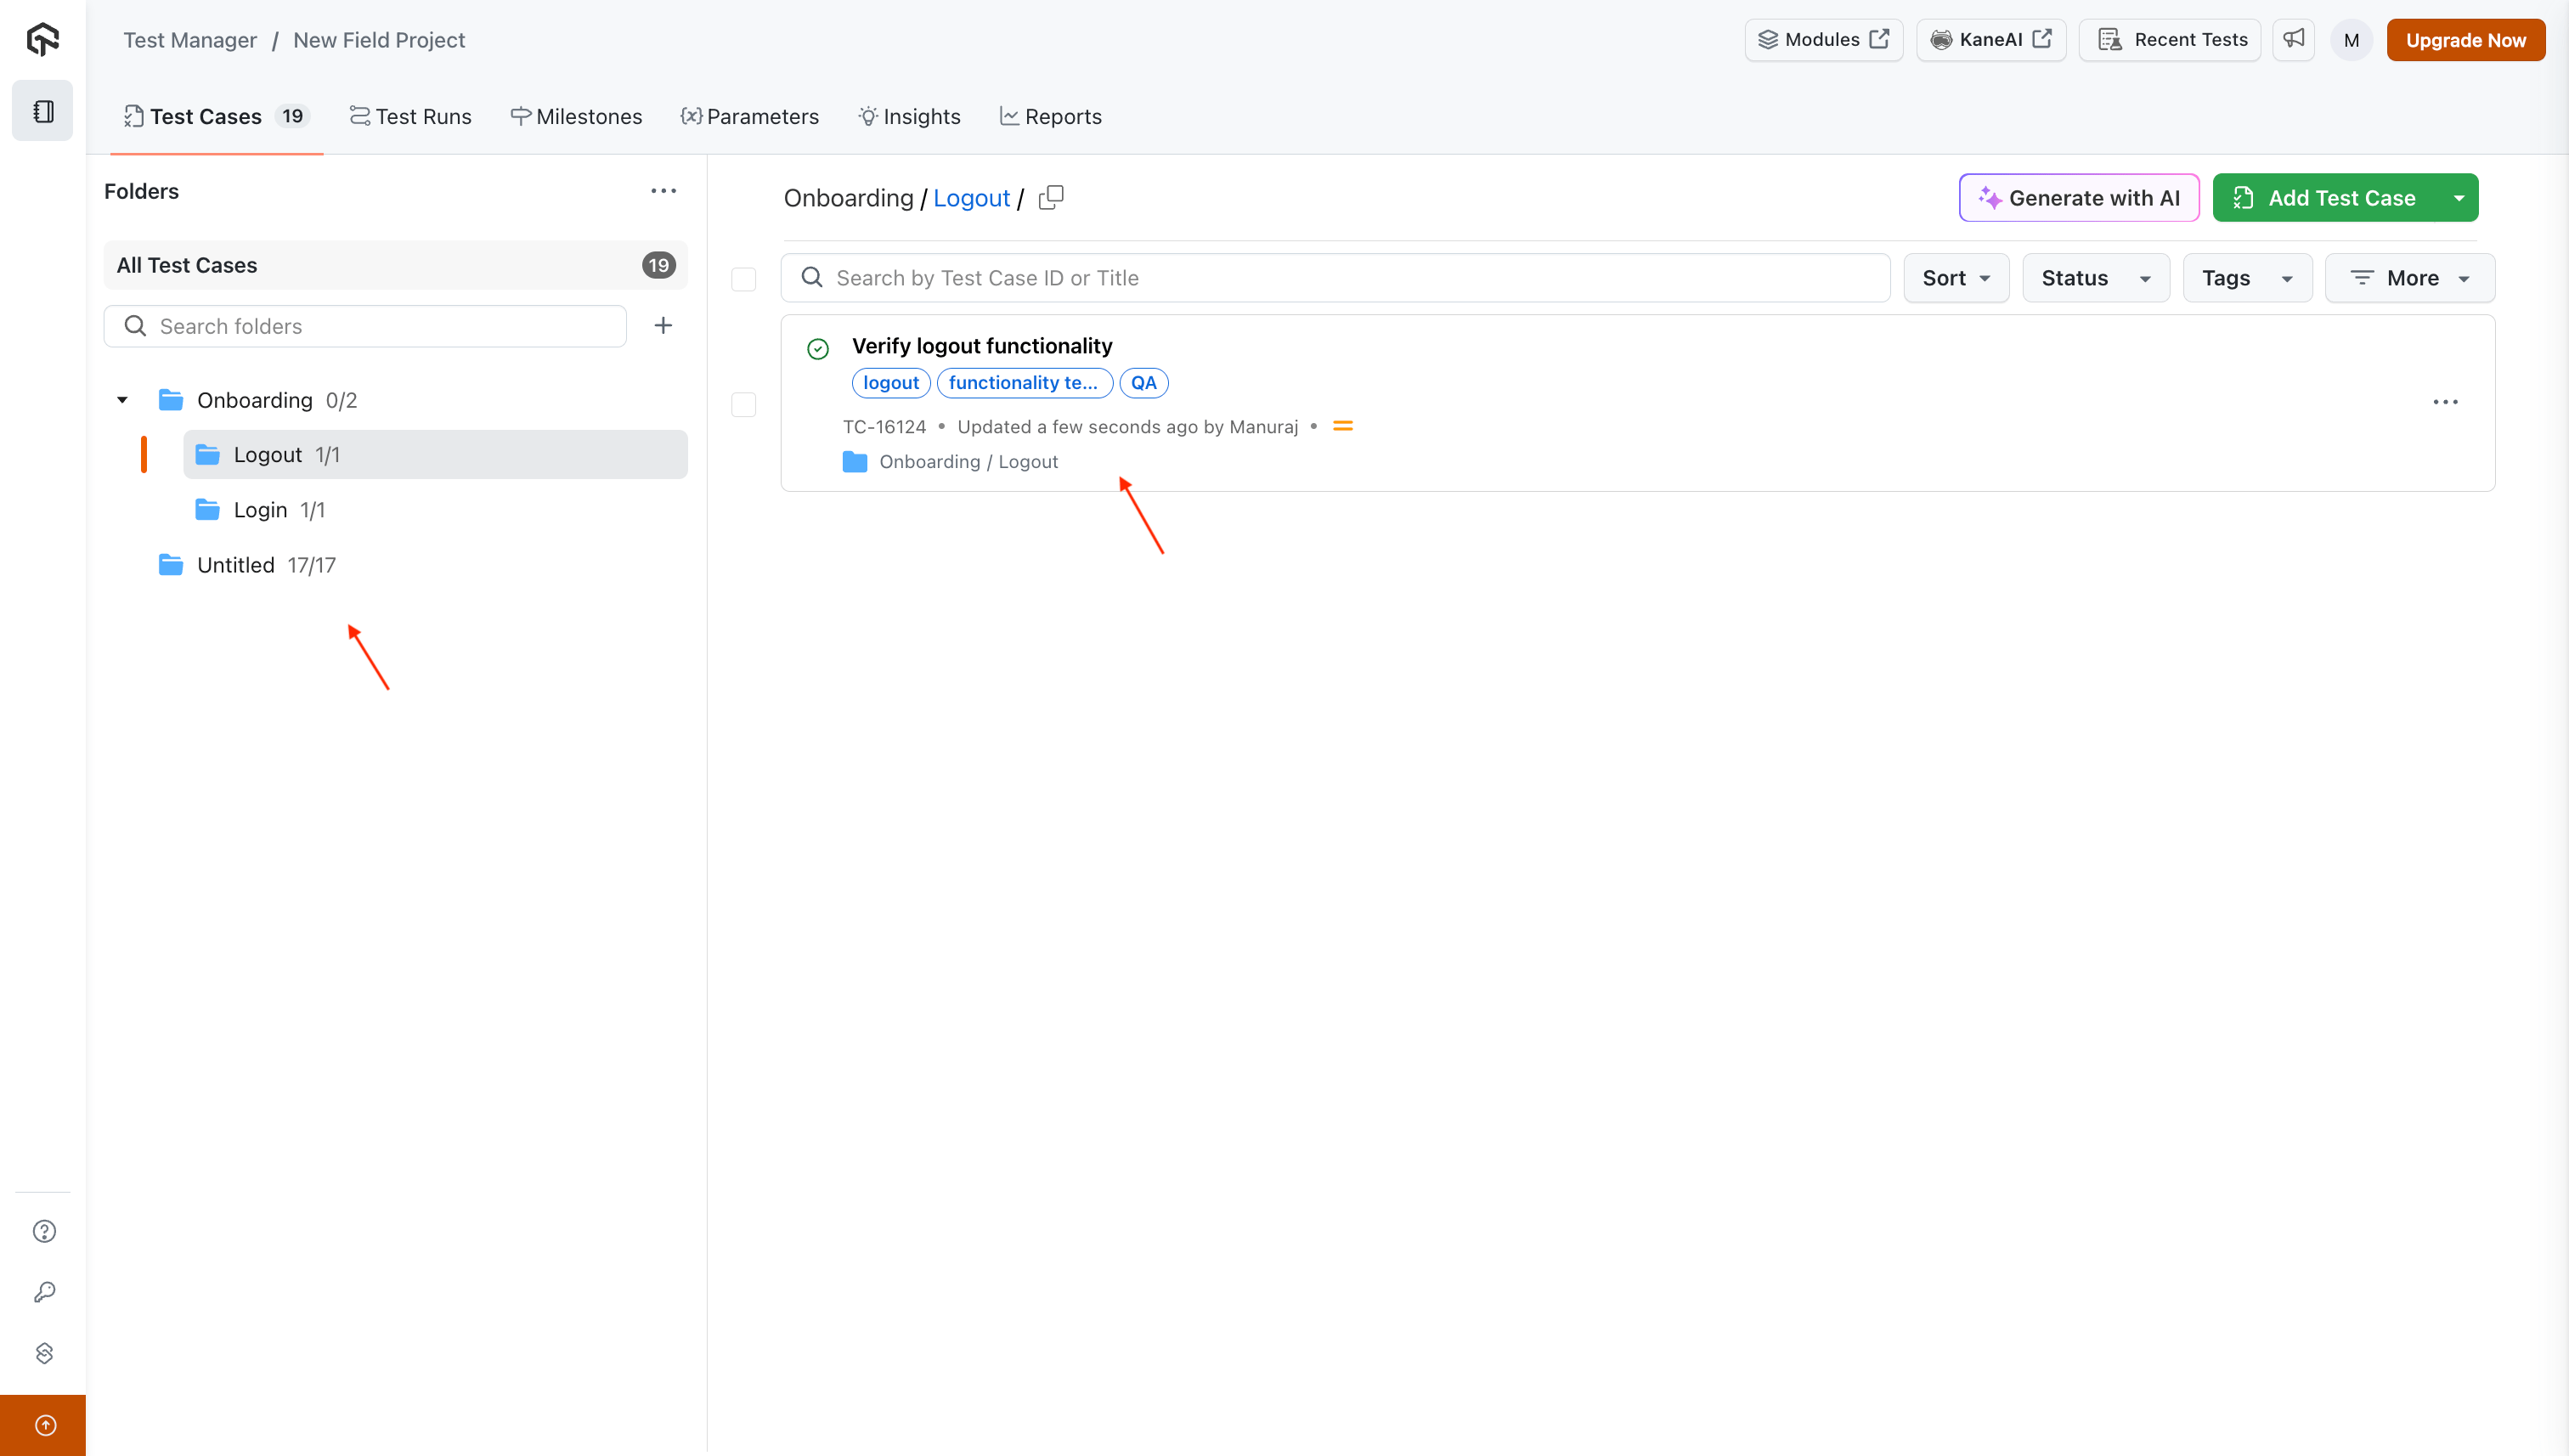 Test Manager / New Field Project
Modules
KaneAI
Recent Tests
M
Upgrade Now
Test Cases 19
Test Runs
Milestones
Parameters
Insights
Reports
Folders
All Test Cases 19
Search folders
Onboarding 0/2
Logout 1/1
Login 1/1
Untitled 17/17
Onboarding / Logout /
Generate with AI
Add Test Case
Search by Test Case ID or Title
Sort
Status
Tags
More
Verify logout functionality
logout
functionality te...
QA
TC-16124 • Updated a few seconds ago by Manuraj •
Onboarding / Logout